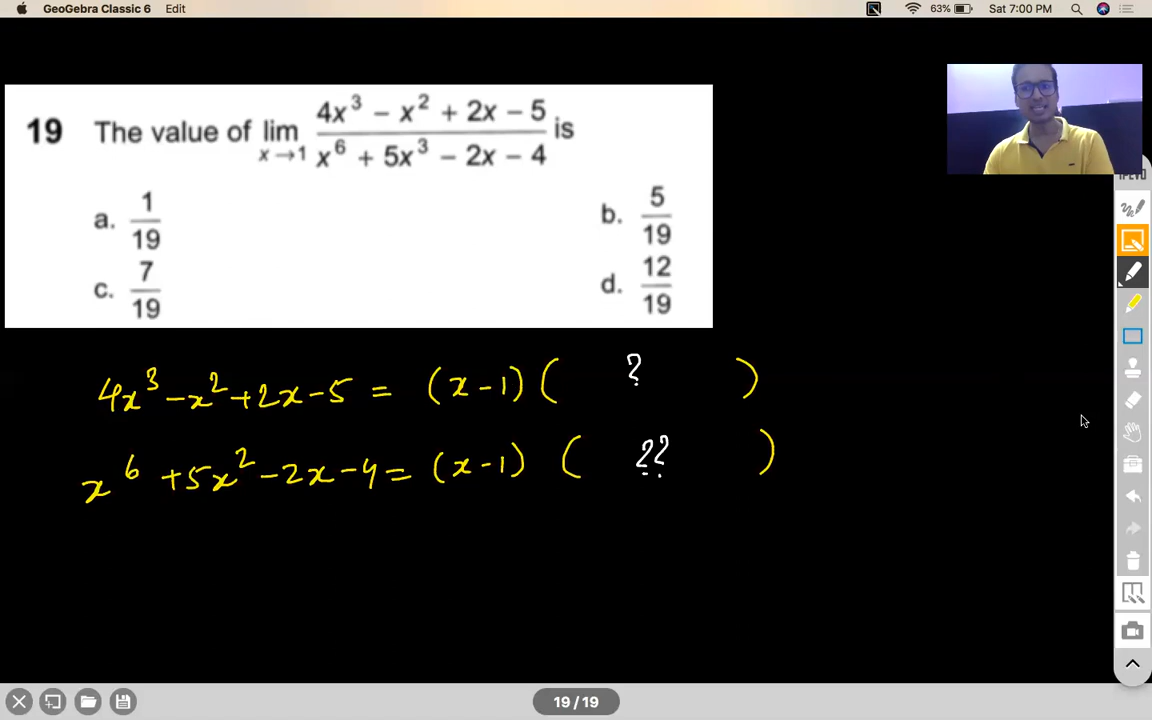 GeoGebra Classic 6 Edit 63% Sat 7:00 PM
19 The value of lim x→1 (4x³ − x² + 2x − 5)/(x⁶ + 5x³ − 2x − 4) is
a. 1/19 b. 5/19
c. 7/19 d. 12/19
4x³ − x² + 2x − 5 = (x − 1) ( ? )
x⁶ + 5x² − 2x − 4 = (x − 1) ( ?? )
19 / 19